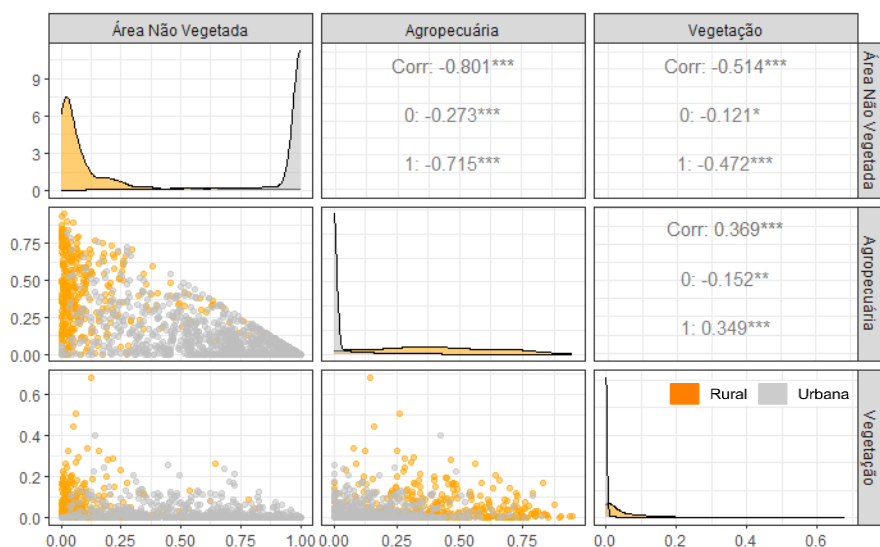 Área Não Vegetada
Agropecuária
Vegetação
9
6
3
0
Corr: -0.801***
0: -0.273***
1: -0.715***
Corr: -0.514***
0: -0.121*
1: -0.472***
Área Não Vegetada
0.75
0.50
0.25
0.00
Corr: 0.369***
0: -0.152**
1: 0.349***
Agropecuária
0.6
0.4
0.2
0.0
Rural
Urbana
Vegetação
0.00 0.25 0.50 0.75 1.00
0.00 0.25 0.50 0.75
0.0 0.2 0.4 0.6